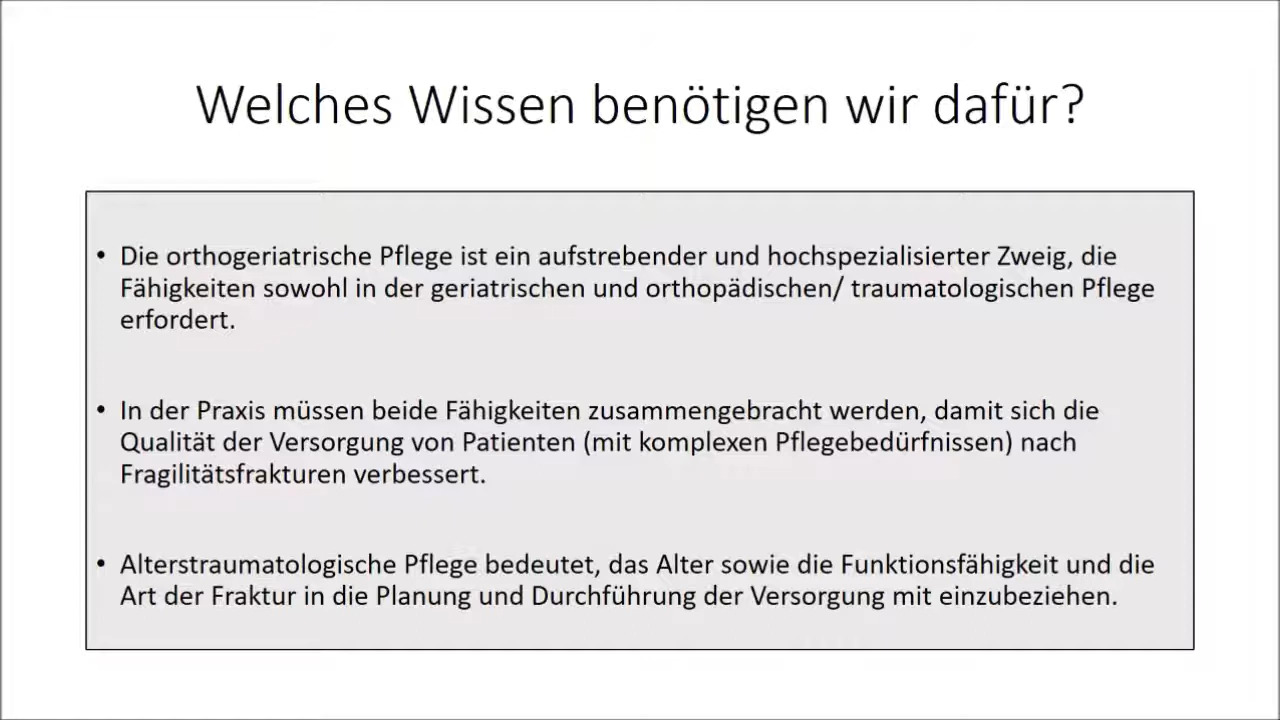 Welches Wissen benötigen wir dafür?
• Die orthogeriatrische Pflege ist ein aufstrebender und hochspezialisierter Zweig, die
Fähigkeiten sowohl in der geriatrischen und orthopädischen/ traumatologischen Pflege
erfordert.
• In der Praxis müssen beide Fähigkeiten zusammengebracht werden, damit sich die
Qualität der Versorgung von Patienten (mit komplexen Pflegebedürfnissen) nach
Fragilitätsfrakturen verbessert.
• Alterstraumatologische Pflege bedeutet, das Alter sowie die Funktionsfähigkeit und die
Art der Fraktur in die Planung und Durchführung der Versorgung mit einzubeziehen.